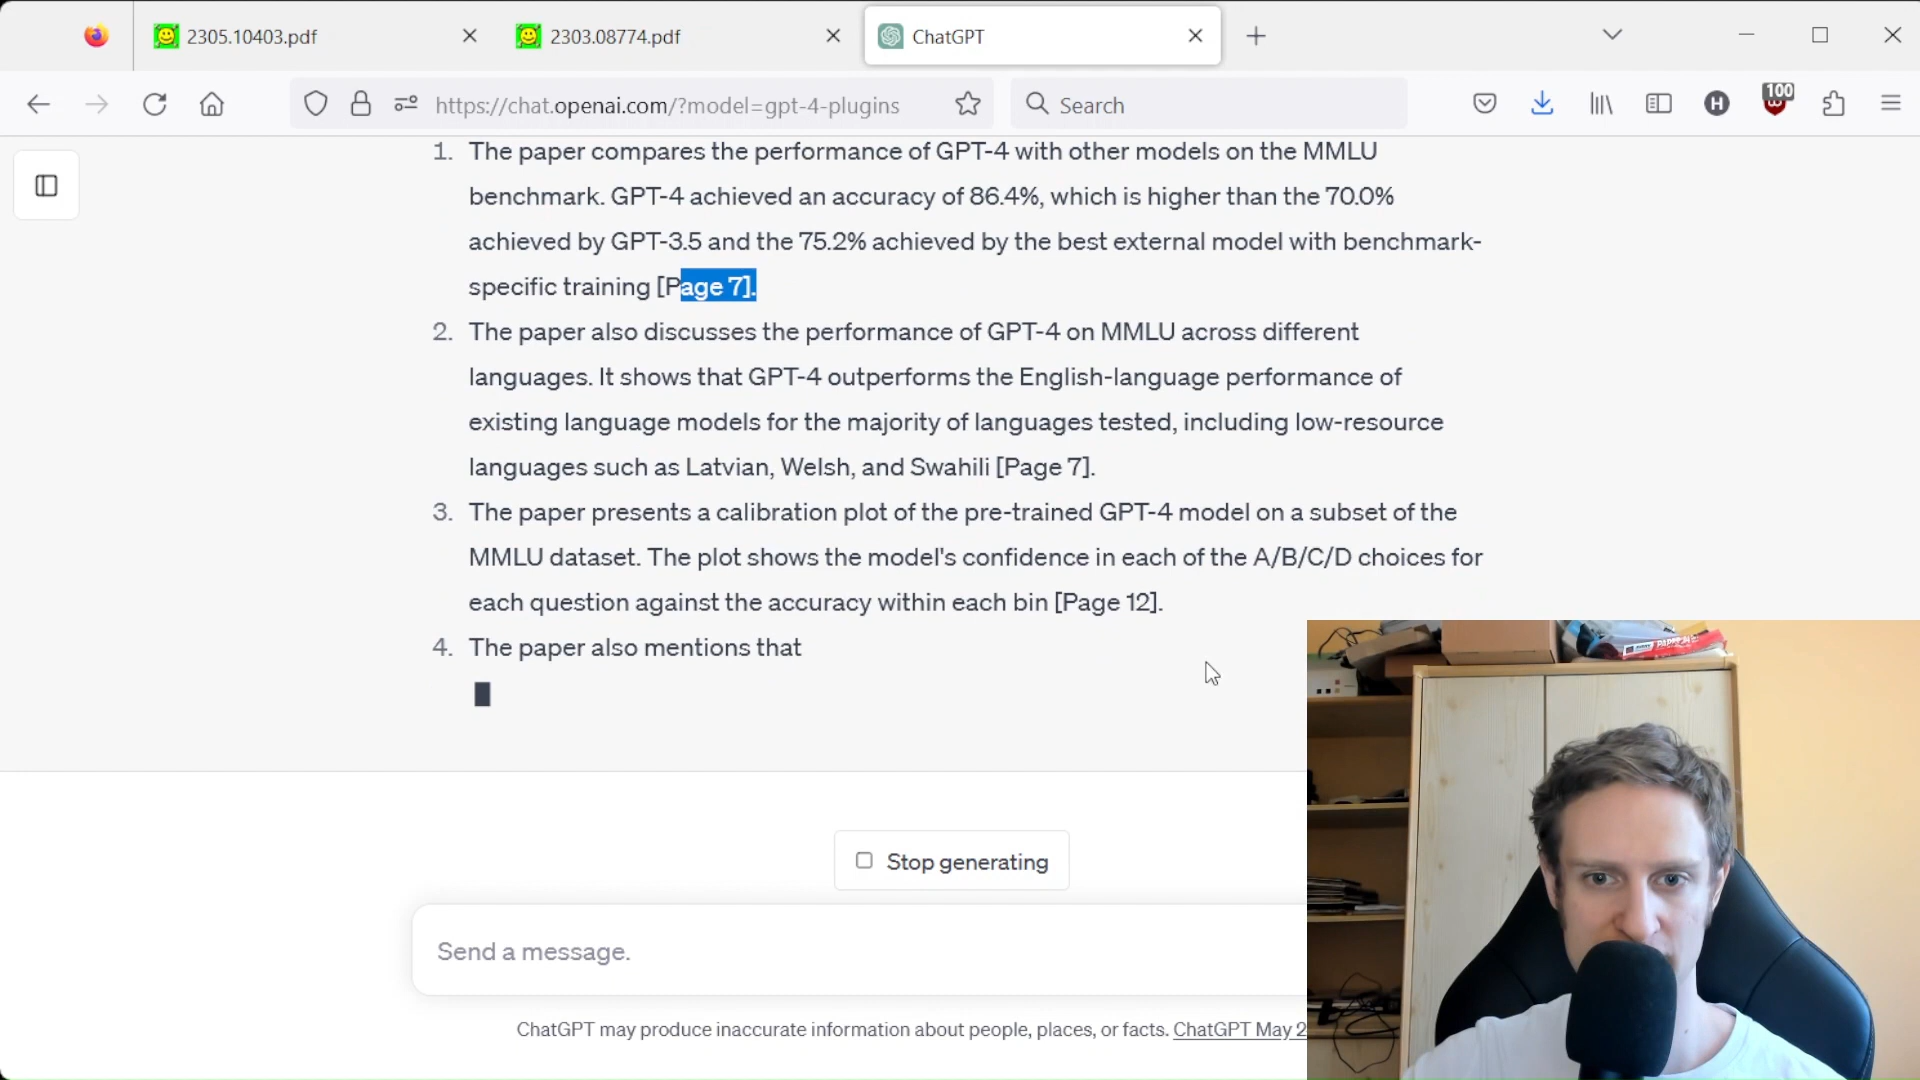 2305.10403.pdf
2303.08774.pdf
ChatGPT
https://chat.openai.com/?model=gpt-4-plugins
Search
H
100
1. The paper compares the performance of GPT-4 with other models on the MMLU
benchmark. GPT-4 achieved an accuracy of 86.4%, which is higher than the 70.0%
achieved by GPT-3.5 and the 75.2% achieved by the best external model with benchmark-
specific training [Page 7].
2. The paper also discusses the performance of GPT-4 on MMLU across different
languages. It shows that GPT-4 outperforms the English-language performance of
existing language models for the majority of languages tested, including low-resource
languages such as Latvian, Welsh, and Swahili [Page 7].
3. The paper presents a calibration plot of the pre-trained GPT-4 model on a subset of the
MMLU dataset. The plot shows the model's confidence in each of the A/B/C/D choices for
each question against the accuracy within each bin [Page 12].
4. The paper also mentions that
Stop generating
Send a message.
ChatGPT may produce inaccurate information about people, places, or facts. ChatGPT May 2